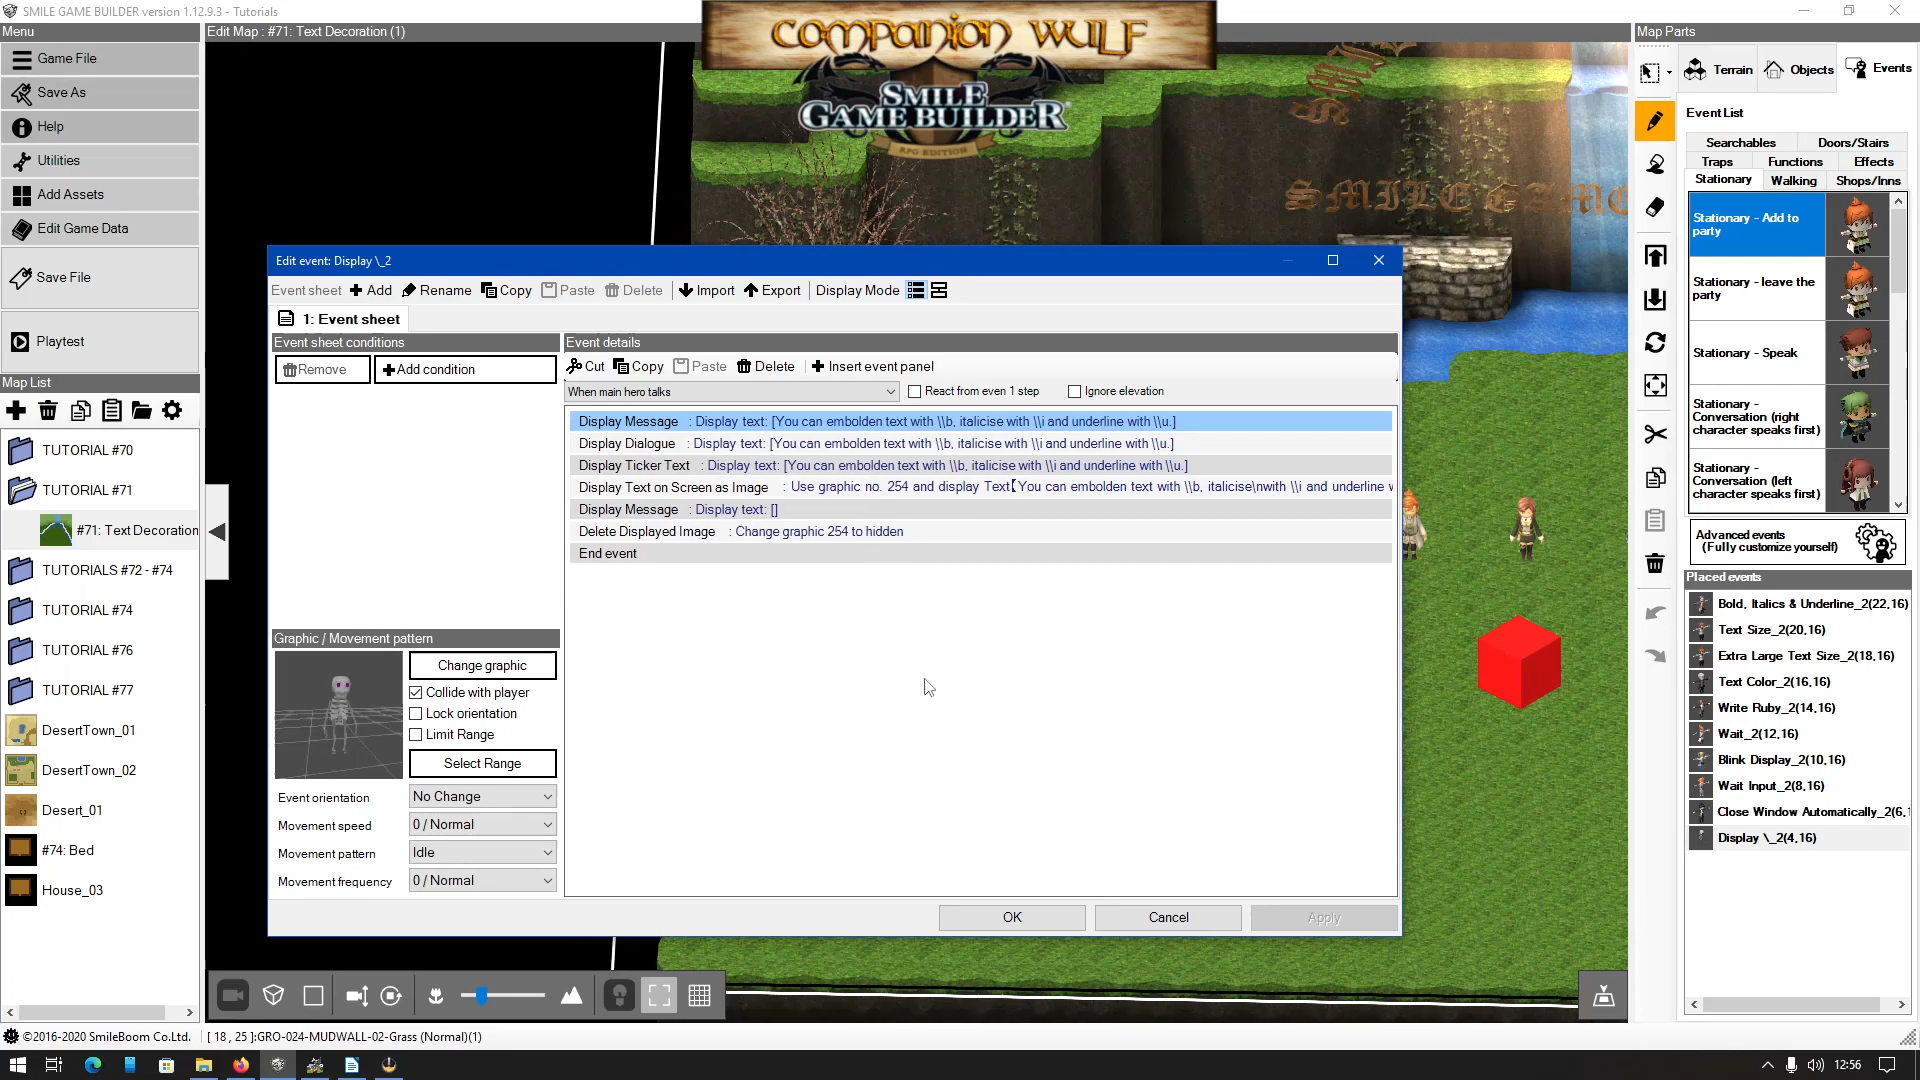 SMILE GAME BUILDER version 1.12.9.3 - Tutorials
Menu
Game File
Save As
Help
Utilities
Add Assets
Edit Game Data
Save File
Playtest
Map List
TUTORIAL #70
TUTORIAL #71
#71: Text Decoration
TUTORIALS #72 - #74
TUTORIAL #74
TUTORIAL #76
TUTORIAL #77
DesertTown_01
DesertTown_02
Desert_01
#74: Bed
House_03
Edit Map : #71: Text Decoration (1)
COMPANION WULF
SMILE
GAME BUILDER
RPG EDITION
SMILE GAME
Edit event: Display \_2
Event sheet Add Rename Copy Paste Delete Import Export Display Mode
1: Event sheet
Event sheet conditions
Remove Add condition
Graphic / Movement pattern
Change graphic
Collide with player
Lock orientation
Limit Range
Select Range
Event orientation No Change
Movement speed 0 / Normal
Movement pattern Idle
Movement frequency 0 / Normal
Event details
Cut Copy Paste Delete Insert event panel
When main hero talks React from even 1 step Ignore elevation
Display Message : Display text: [You can embolden text with \\b, italicise with \\i and underline with \\u.]
Display Dialogue : Display text: [You can embolden text with \\b, italicise with \\i and underline with \\u.]
Display Ticker Text : Display text: [You can embolden text with \\b, italicise with \\i and underline with \\u.]
Display Text on Screen as Image : Use graphic no. 254 and display Text【You can embolden text with \\b, italicise\nwith \\i and underline w
Display Message : Display text: []
Delete Displayed Image : Change graphic 254 to hidden
End event
OK Cancel Apply
Map Parts
Terrain Objects Events
Event List
Searchables Doors/Stairs
Traps Functions Effects
Stationary Walking Shops/Inns
Stationary - Add to
party
Stationary - leave the
party
Stationary - Speak
Stationary -
Conversation (right
character speaks first)
Stationary -
Conversation (left
character speaks first)
Advanced events
(Fully customize yourself)
Placed events
Bold, Italics & Underline_2(22,16)
Text Size_2(20,16)
Extra Large Text Size_2(18,16)
Text Color_2(16,16)
Write Ruby_2(14,16)
Wait_2(12,16)
Blink Display_2(10,16)
Wait Input_2(8,16)
Close Window Automatically_2(6,1
Display \_2(4,16)
©2016-2020 SmileBoom Co.Ltd. [ 18 , 25 ]:GRO-024-MUDWALL-02-Grass (Normal)(1)
12:56